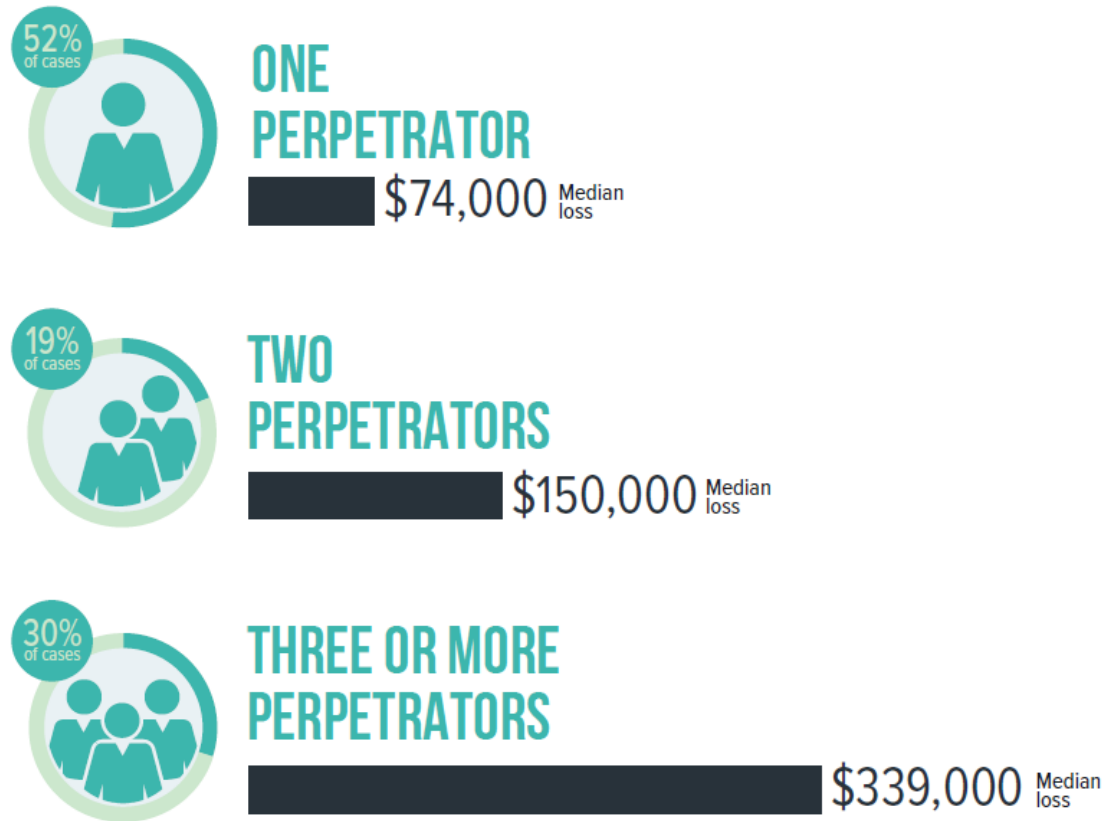 52%
of cases
ONE
PERPETRATOR
$74,000 Median
loss
19%
of cases
TWO
PERPETRATORS
$150,000 Median
loss
30%
of cases
THREE OR MORE
PERPETRATORS
$339,000 Median
loss